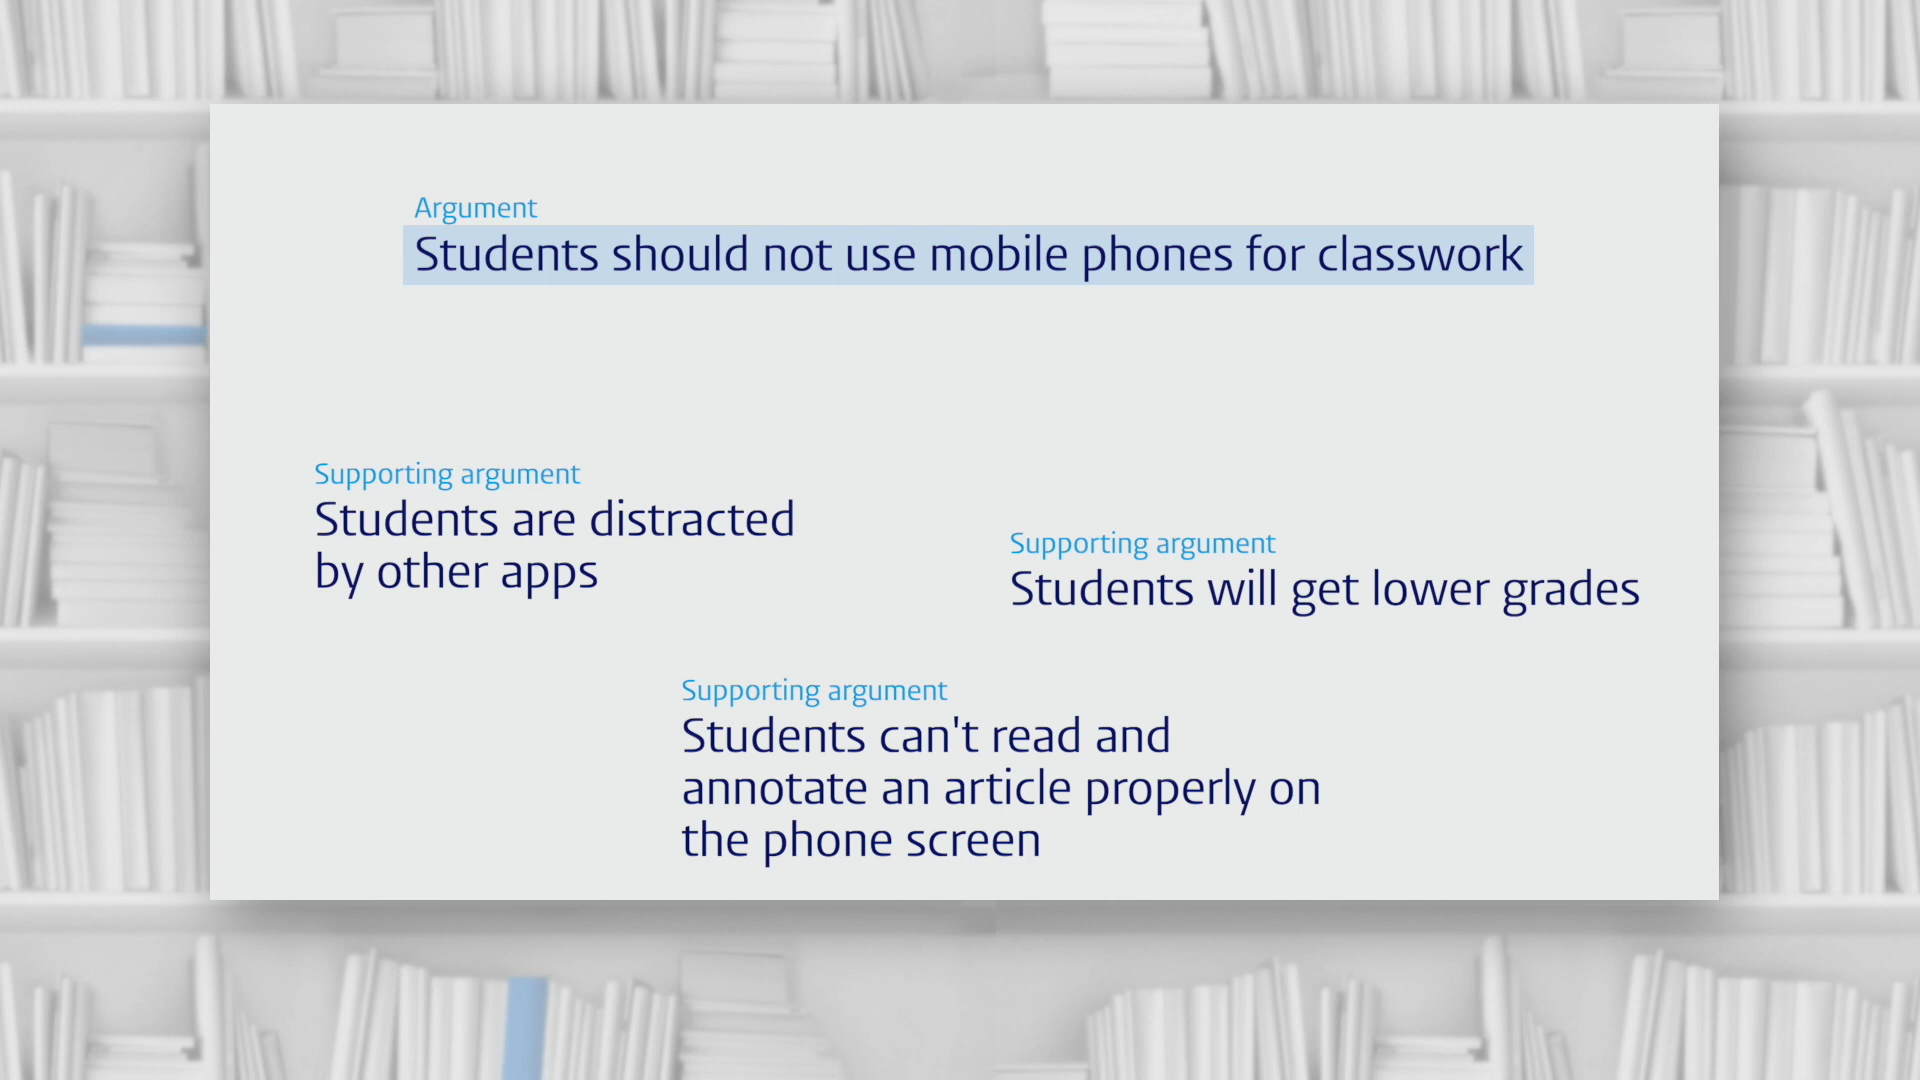 Argument
Students should not use mobile phones for classwork
Supporting argument
Students are distracted
by other apps
Supporting argument
Students will get lower grades
Supporting argument
Students can't read and
annotate an article properly on
the phone screen